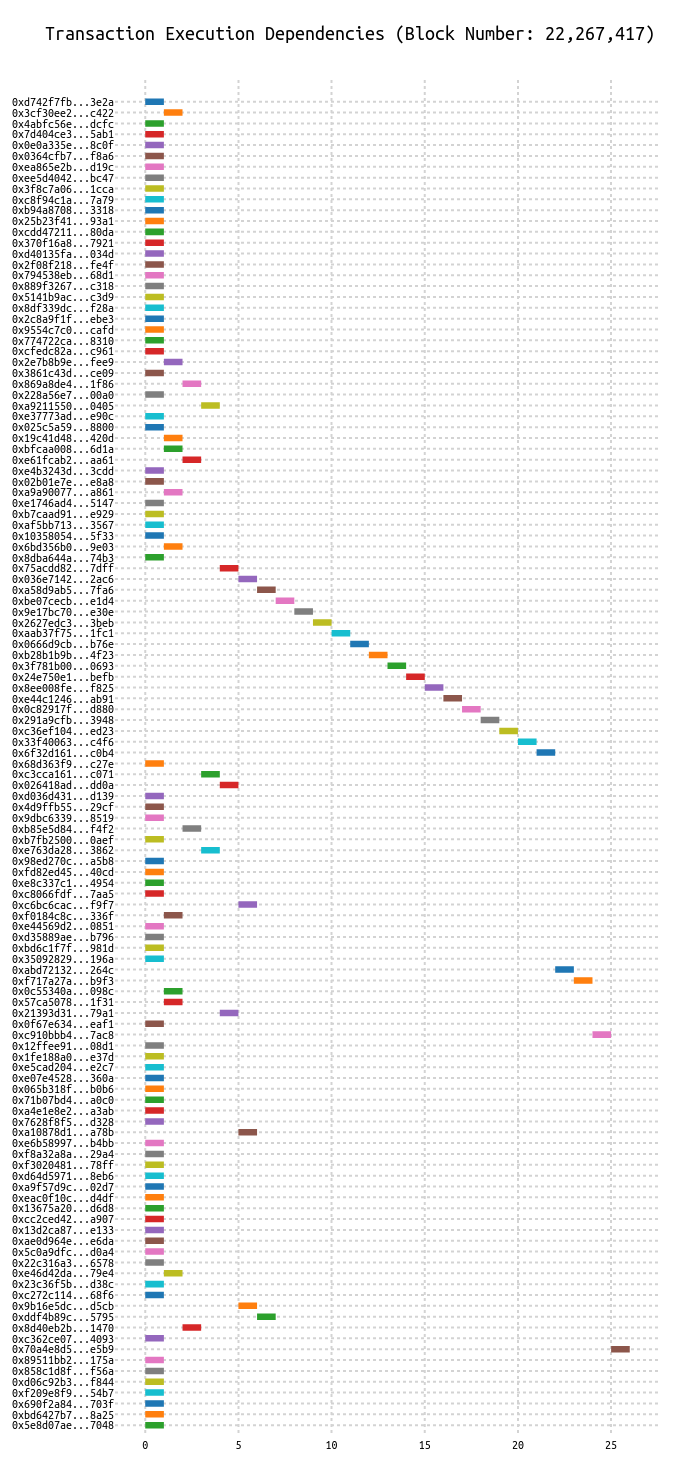 Transaction Execution Dependencies (Block Number: 22,267,417)
0xd742f7fb...3e2a
0x3cf30ee2...c422
0x4abfc56e...dcfc
0x7d404ce3...5ab1
0x0e0a335e...8c0f
0x0364cfb7...f8a6
0xea865e2b...d19c
0xee5d4042...bc47
0x3f8c7a06...1cca
0xc8f94c1a...7a79
0xb94a8708...3318
0x25b23f41...93a1
0xcdd47211...80da
0x370f16a8...7921
0xd40135fa...034d
0x2f08f218...fe4f
0x794538eb...68d1
0x889f3267...c318
0x5141b9ac...c3d9
0x8df339dc...f28a
0x2c8a9f1f...ebe3
0x9554c7c0...cafd
0x774722ca...8310
0xcfedc82a...c961
0x2e7b8b9e...fee9
0x3861c43d...ce09
0x869a8de4...1f86
0x228a56e7...00a0
0xa9211550...0405
0xe37773ad...e90c
0x025c5a59...8800
0x19c41d48...420d
0xbfcaa008...6d1a
0xe61fcab2...aa61
0xe4b3243d...3cdd
0x02b01e7e...e8a8
0xa9a90077...a861
0xe1746ad4...5147
0xb7caad91...e929
0xaf5bb713...3567
0x10358054...5f33
0x6bd356b0...9e03
0x8dba644a...74b3
0x75acdd82...7dff
0x036e7142...2ac6
0xa58d9ab5...7fa6
0xbe07cecb...e1d4
0x9e17bc70...e30e
0x2627edc3...3beb
0xaab37f75...1fc1
0x0666d9cb...b76e
0xb28b1b9b...4f23
0x3f781b00...0693
0x24e750e1...befb
0x8ee008fe...f825
0xe44c1246...ab91
0x0c82917f...d880
0x291a9cfb...3948
0xc36ef104...ed23
0x33f40063...c4f6
0x6f32d161...c0b4
0x68d363f9...c27e
0xc3cca161...c071
0x026418ad...dd0a
0xd036d431...d139
0x4d9ffb55...29cf
0x9dbc6339...8519
0xb85e5d84...f4f2
0xb7fb2500...0aef
0xe763da28...3862
0x98ed270c...a5b8
0xfd82ed45...40cd
0xe8c337c1...4954
0xc8066fdf...7aa5
0xc6bc6cac...f9f7
0xf0184c8c...336f
0xe44569d2...0851
0xd35889ae...b796
0xbd6c1f7f...981d
0x35092829...196a
0xabd72132...264c
0xf717a27a...b9f3
0x0c55340a...098c
0x57ca5078...1f31
0x21393d31...79a1
0x0f67e634...eaf1
0xc910bbb4...7ac8
0x12ffee91...08d1
0x1fe188a0...e37d
0xe5cad204...e2c7
0xe07e4528...360a
0x065b318f...b0b6
0x71b07bd4...a0c0
0xa4e1e8e2...a3ab
0x7628f8f5...d328
0xa10878d1...a78b
0xe6b58997...b4bb
0xf8a32a8a...29a4
0xf3020481...78ff
0xd64d5971...8eb6
0xa9f57d9c...02d7
0xeac0f10c...d4df
0x13675a20...d6d8
0xcc2ced42...a907
0x13d2ca87...e133
0xae0d964e...e6da
0x5c0a9dfc...d0a4
0x22c316a3...6578
0xe46d42da...79e4
0x23c36f5b...d38c
0xc272c114...68f6
0x9b16e5dc...d5cb
0xddf4b89c...5795
0x8d40eb2b...1470
0xc362ce07...4093
0x70a4e8d5...e5b9
0x89511bb2...175a
0x858c1d8f...f56a
0xd06c92b3...f844
0xf209e8f9...54b7
0x690f2a84...703f
0xbd6427b7...8a25
0x5e8d07ae...7048
0 5 10 15 20 25